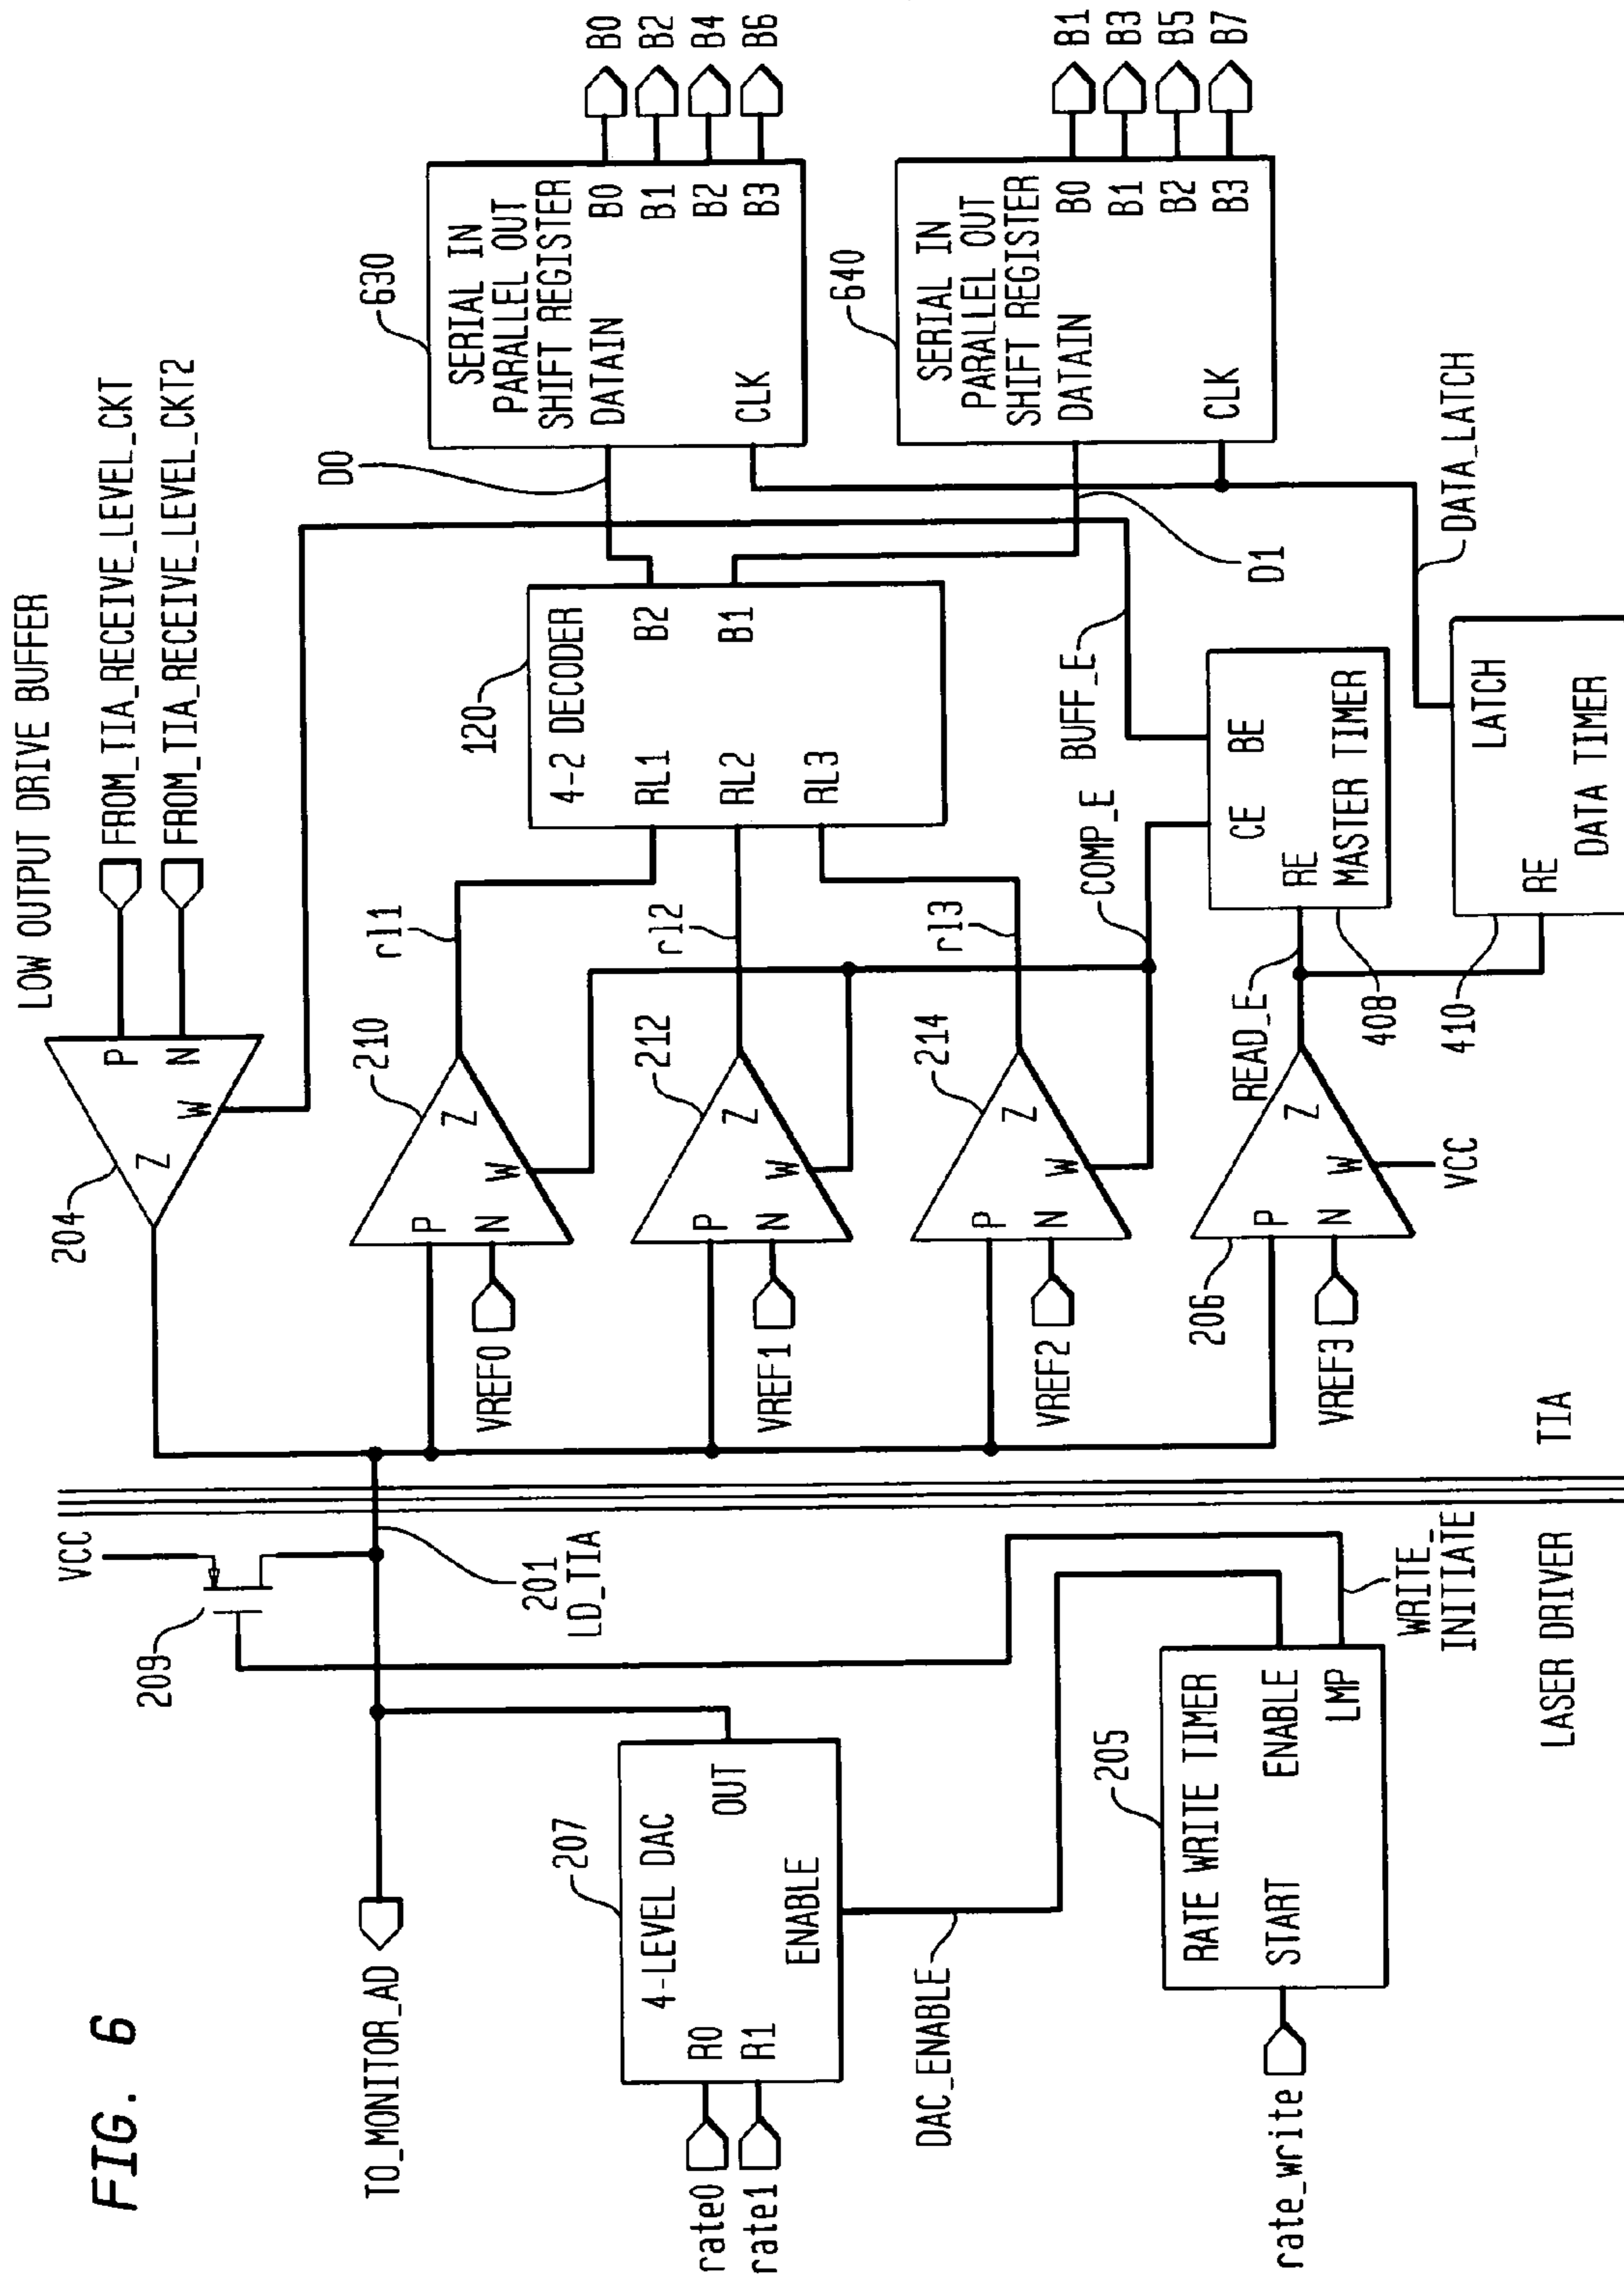 FIG. 6
LOW OUTPUT DRIVE BUFFER
FROM_TIA_RECEIVE_LEVEL_CKT
FROM_TIA_RECEIVE_LEVEL_CKT2
204
Z
P
N
W
VCC
209
TO_MONITOR_AD
201
LD_TIA
rate0
rate1
207
4-LEVEL DAC
R0
R1
OUT
ENABLE
DAC_ENABLE
rate_write
205
RATE WRITE TIMER
START
ENABLE
LMP
WRITE_
INITIATE
LASER DRIVER
TIA
VREF0
210
P
N
Z
W
rl1
VREF1
212
P
N
Z
W
rl2
VREF2
214
P
N
Z
W
rl3
VREF3
206
P
N
Z
W
VCC
READ_E
COMP_E
BUFF_E
120
4-2 DECODER
RL1
RL2
RL3
B2
B1
D0
D1
408
CE
BE
RE
MASTER TIMER
410
LATCH
RE
DATA TIMER
DATA_LATCH
630
SERIAL IN
PARALLEL OUT
SHIFT REGISTER
DATAIN
CLK
B0
B1
B2
B3
B0
B2
B4
B6
640
SERIAL IN
PARALLEL OUT
SHIFT REGISTER
DATAIN
CLK
B0
B1
B2
B3
B1
B3
B5
B7